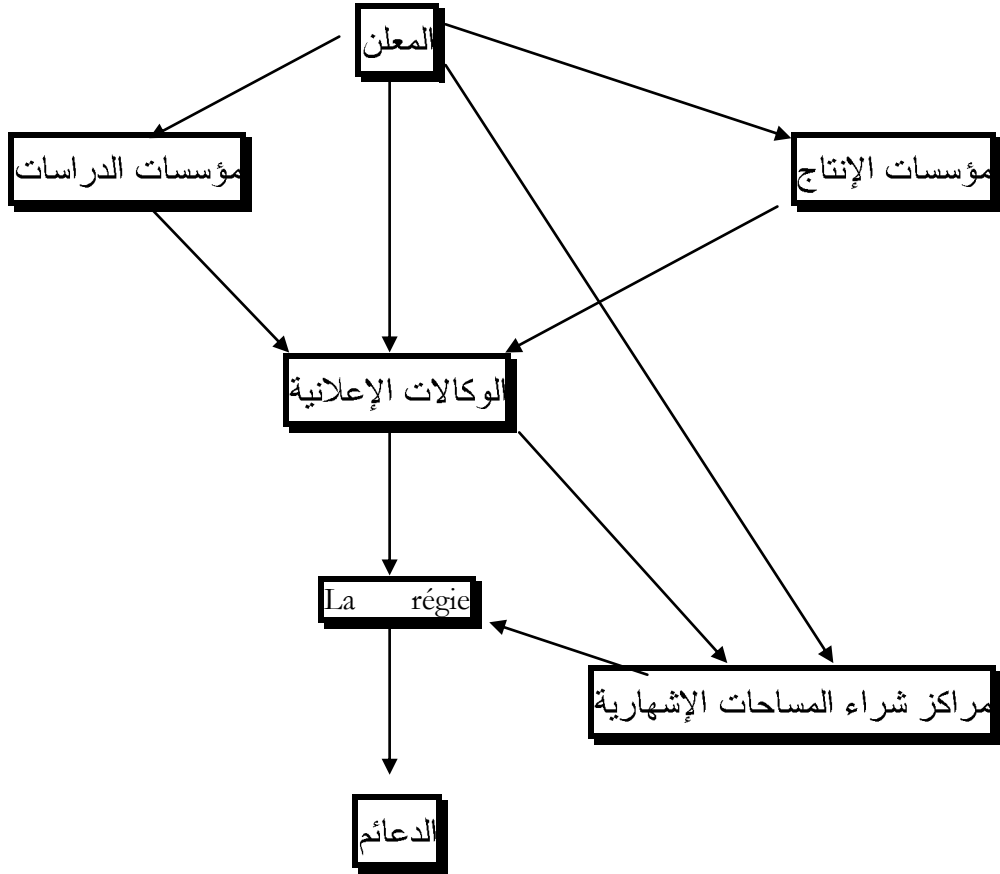 المعلن
مؤسسات الإنتاج
مؤسسات الدراسات
الوكالات الإعلانية
La régie
مراكز شراء المساحات الإشهارية
الدعائم